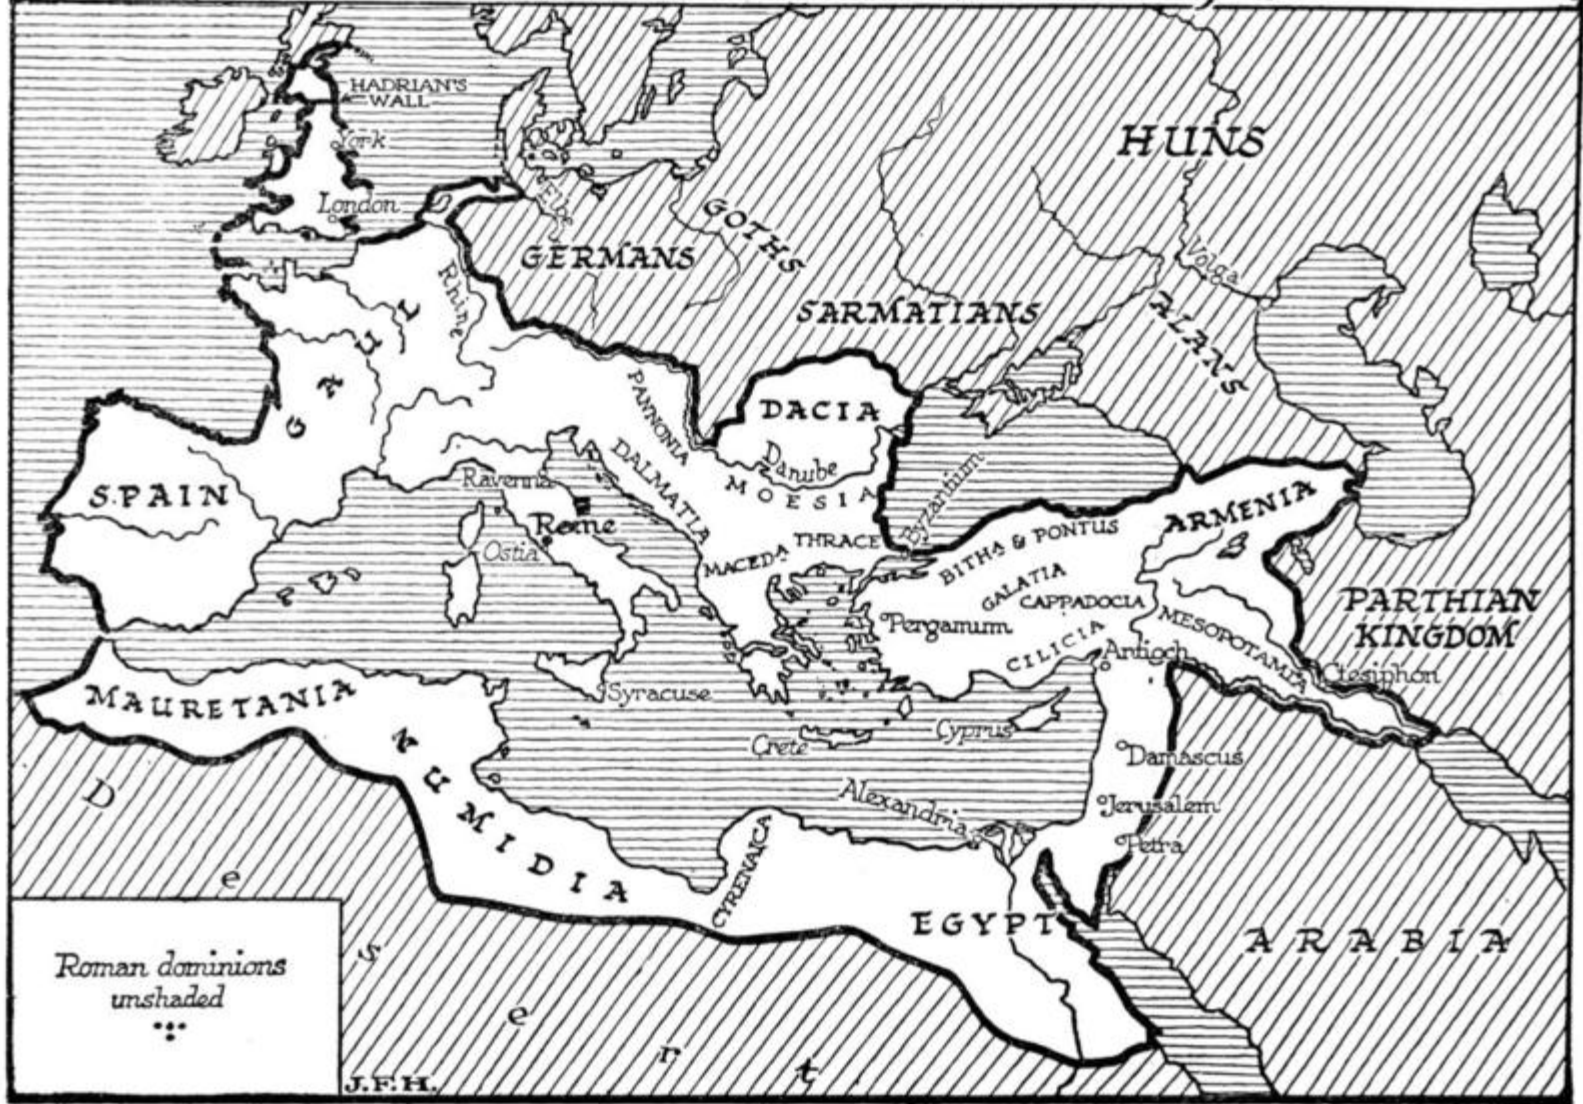 HADRIAN'S
WALL
York
London
HUNS
Elbe
GOTHS
GERMANS
Volga
Rhine
SARMATIANS
ALANS
GAUL
PANNONIA
DACIA
Danube
DALMATIA
MOESIA
SPAIN
Ravenna
Rome
Ostia
Byzantium
ARMENIA
THRACE
MACEDA
BITHA & PONTUS
GALATIA
CAPPADOCIA
Pergamum
CILICIA
MESOPOTAMIA
PARTHIAN
KINGDOM
Antioch
Ctesiphon
MAURETANIA
Syracuse
Crete
Cyprus
NUMIDIA
Damascus
Alexandria
Jerusalem
Petra
CYRENAICA
EGYPT
ARABIA
Desert
Roman dominions
unshaded
J.F.H.